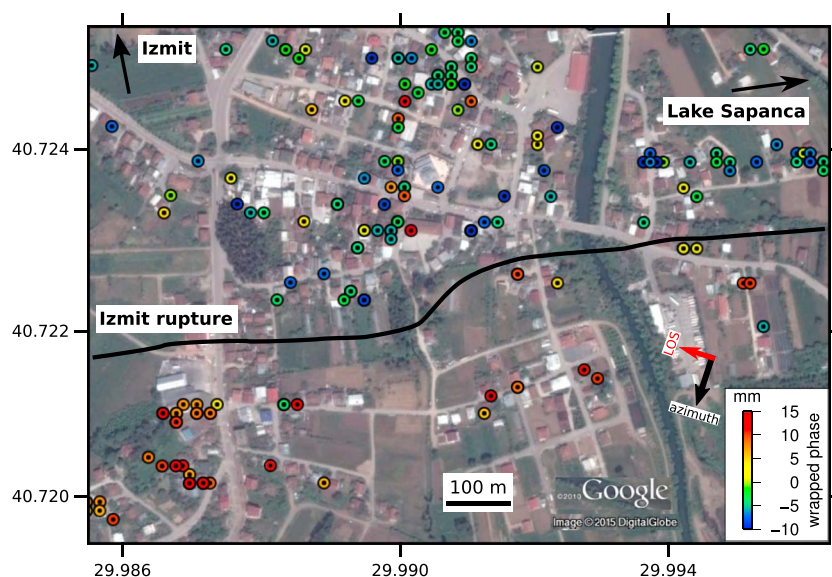 Izmit
Lake Sapanca
40.724
40.722
40.720
Izmit rupture
LOS
azimuth
mm
15
10
5
0
−5
−10
wrapped phase
100 m
©2010 Google
Image © 2015 DigitalGlobe
29.986
29.990
29.994